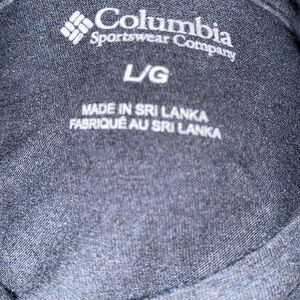 Columbia
Sportswear Company
L/G
MADE IN SRI LANKA
FABRIQUÉ AU SRI LANKA